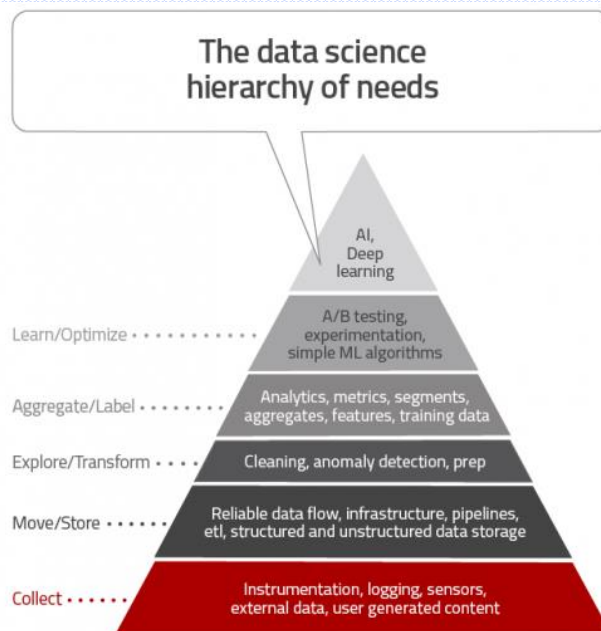 The data science
hierarchy of needs
AI,
Deep
learning
Learn/Optimize
A/B testing,
experimentation,
simple ML algorithms
Aggregate/Label
Analytics, metrics, segments,
aggregates, features, training data
Explore/Transform
Cleaning, anomaly detection, prep
Move/Store
Reliable data flow, infrastructure, pipelines,
etl, structured and unstructured data storage
Collect
Instrumentation, logging, sensors,
external data, user generated content